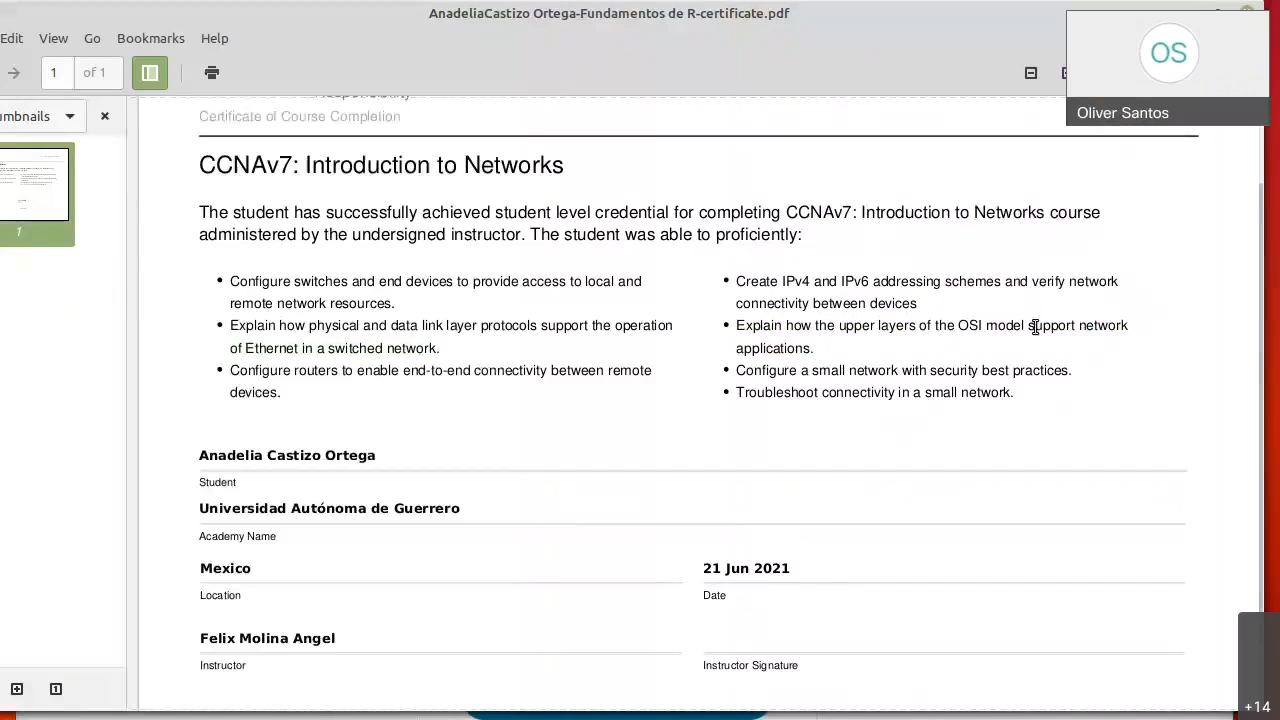 AnadeliaCastizo Ortega-Fundamentos de R-certificate.pdf
Edit View Go Bookmarks Help
1 of 1
OS
Oliver Santos
Certificate of Course Completion
CCNAv7: Introduction to Networks
The student has successfully achieved student level credential for completing CCNAv7: Introduction to Networks course
administered by the undersigned instructor. The student was able to proficiently:
• Configure switches and end devices to provide access to local and
remote network resources.
• Explain how physical and data link layer protocols support the operation
of Ethernet in a switched network.
• Configure routers to enable end-to-end connectivity between remote
devices.
• Create IPv4 and IPv6 addressing schemes and verify network
connectivity between devices
• Explain how the upper layers of the OSI model support network
applications.
• Configure a small network with security best practices.
• Troubleshoot connectivity in a small network.
Anadelia Castizo Ortega
Student
Universidad Autónoma de Guerrero
Academy Name
Mexico
Location
21 Jun 2021
Date
Felix Molina Angel
Instructor
Instructor Signature
1
+14